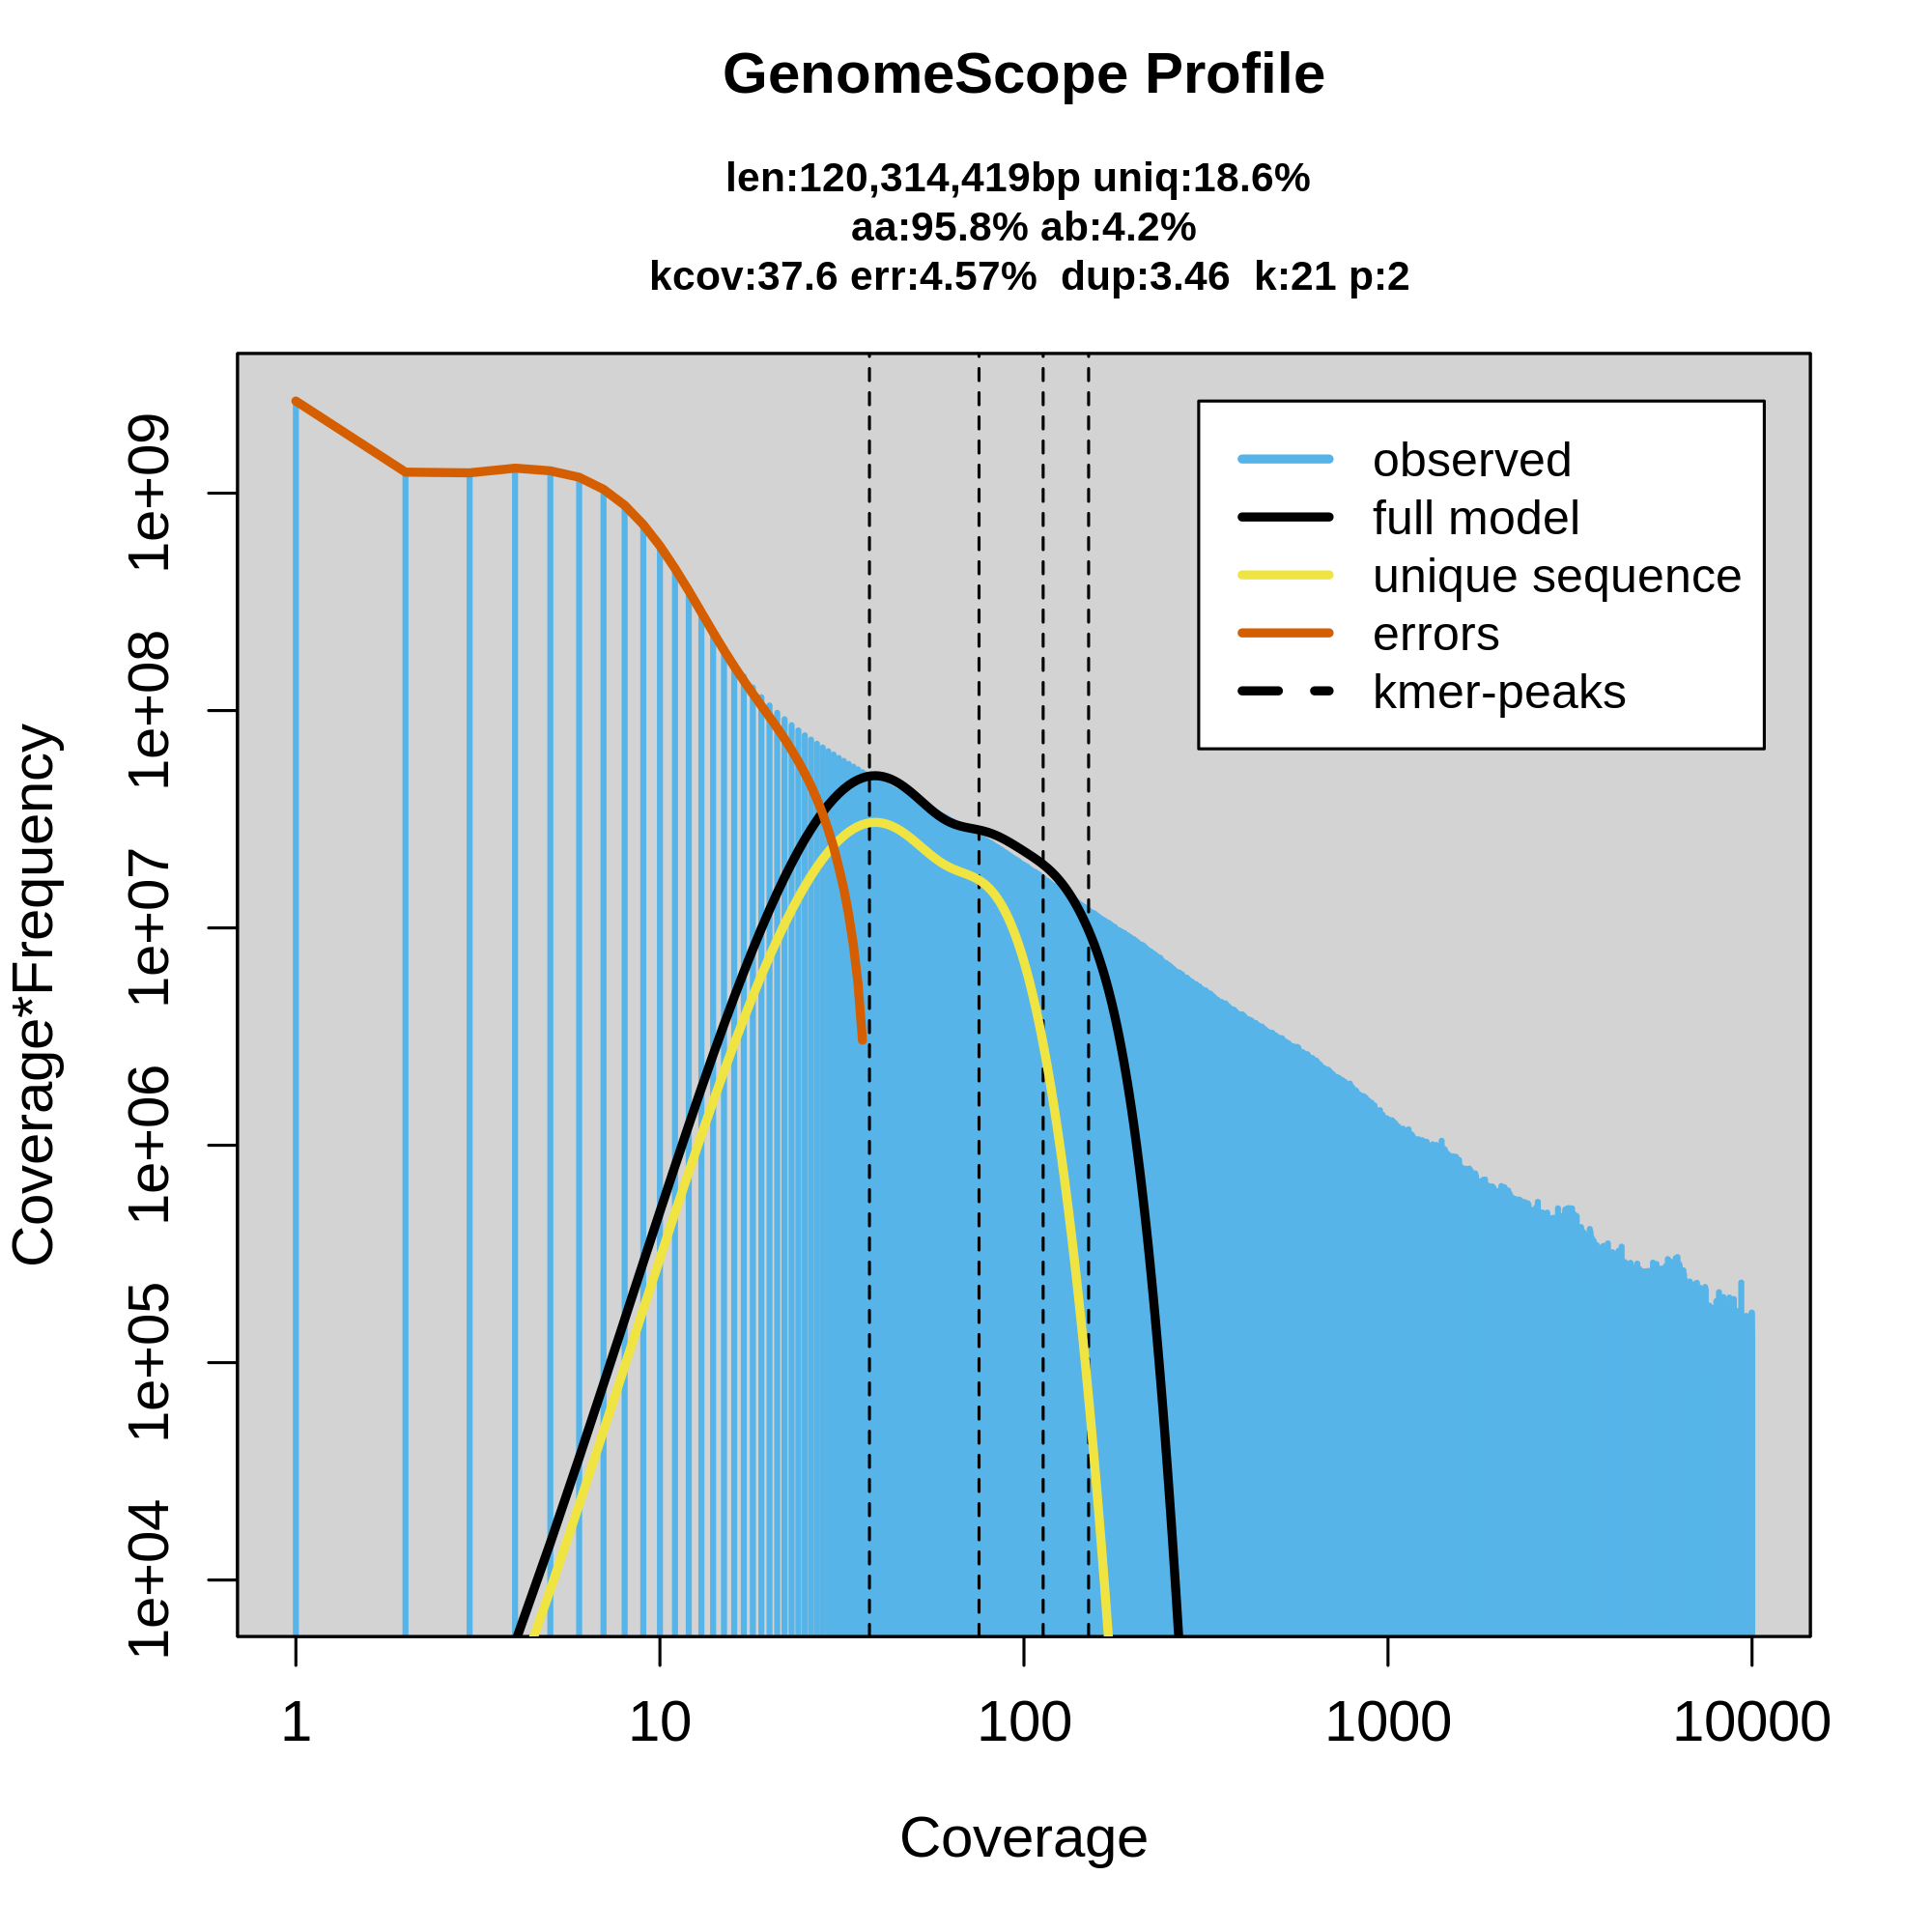 GenomeScope Profile
len:120,314,419bp uniq:18.6%
aa:95.8% ab:4.2%
kcov:37.6 err:4.57%  dup:3.46  k:21 p:2
observed
full model
unique sequence
errors
kmer-peaks
Coverage*Frequency
1e+09
1e+08
1e+07
1e+06
1e+05
1e+04
1
10
100
1000
10000
Coverage